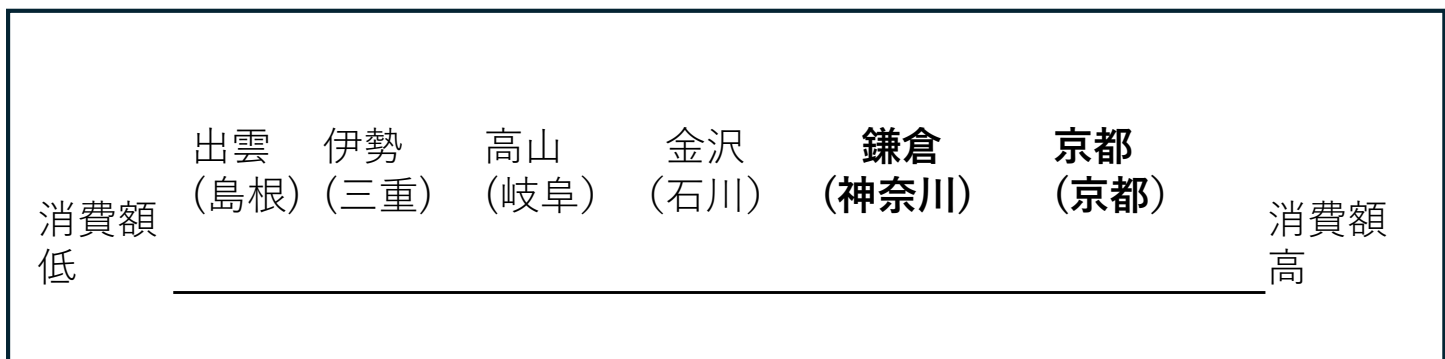 出雲 伊勢 高山 金沢 鎌倉 京都
(島根) (三重) (岐阜) (石川) (神奈川) (京都)
消費額
低
消費額
高